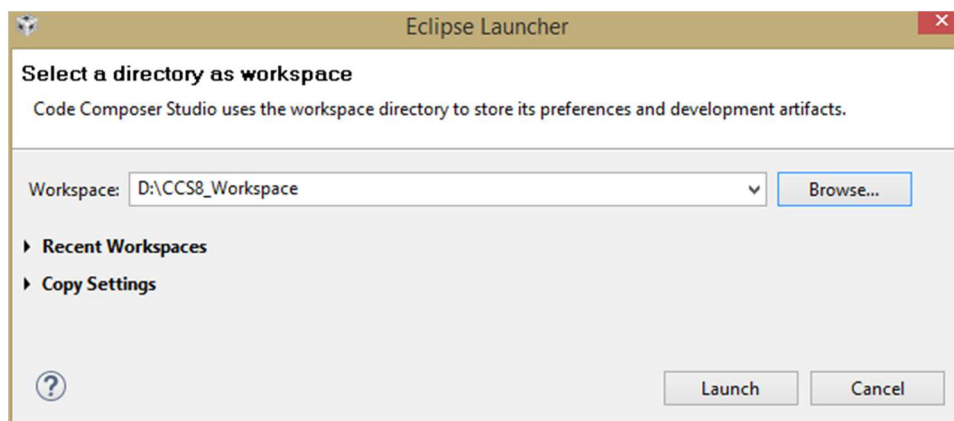 Eclipse Launcher
Select a directory as workspace
Code Composer Studio uses the workspace directory to store its preferences and development artifacts.
Workspace: D:\CCS8_Workspace Browse...
Recent Workspaces
Copy Settings
Launch Cancel